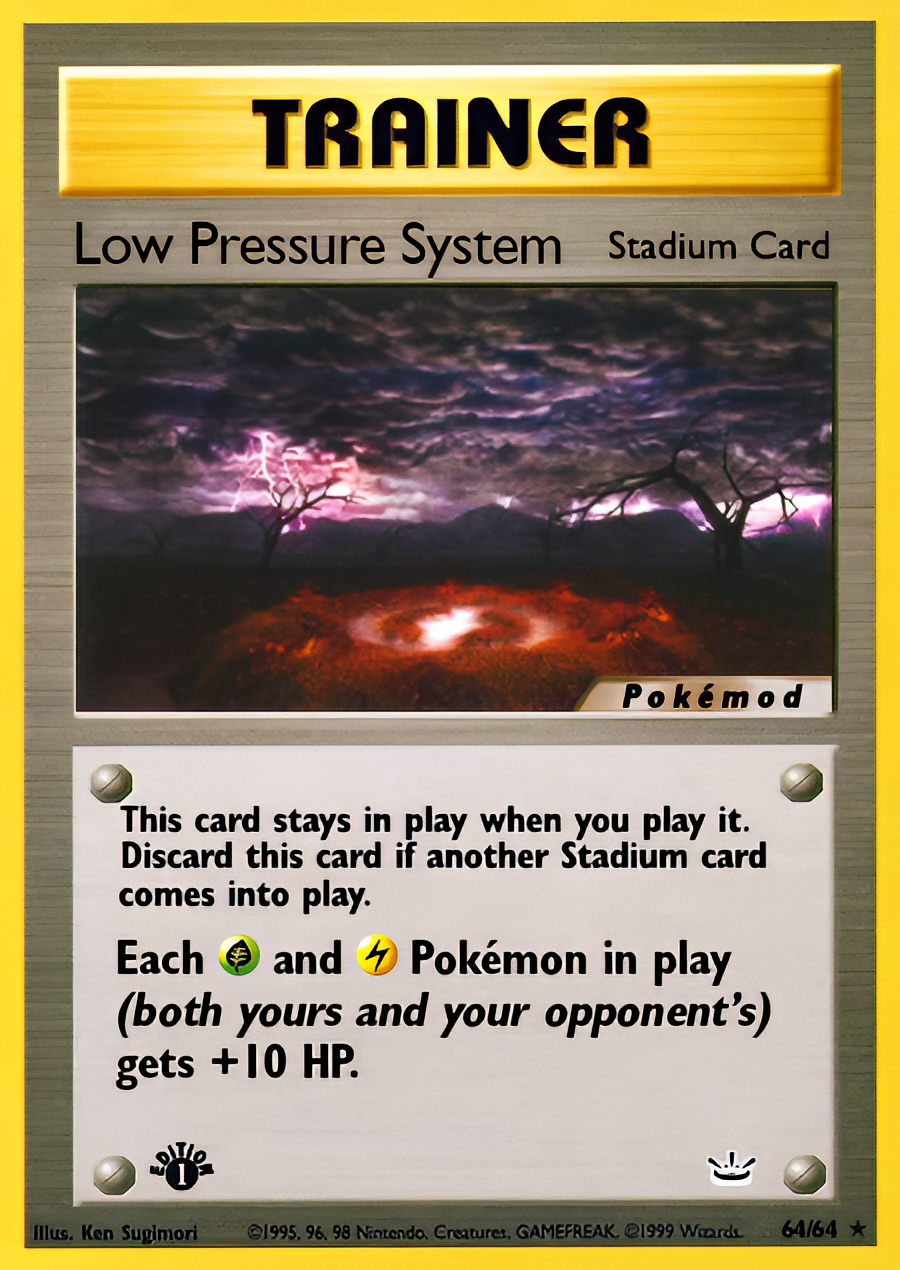 TRAINER
Low Pressure System Stadium Card
Pokémod
This card stays in play when you play it.
Discard this card if another Stadium card
comes into play.
Each and Pokémon in play
(both yours and your opponent's)
gets +10 HP.
EDITION
1
Illus. Ken Sugimori ©1995, 96, 98 Nintendo, Creatures, GAMEFREAK. ©1999 Wizards. 64/64 ★